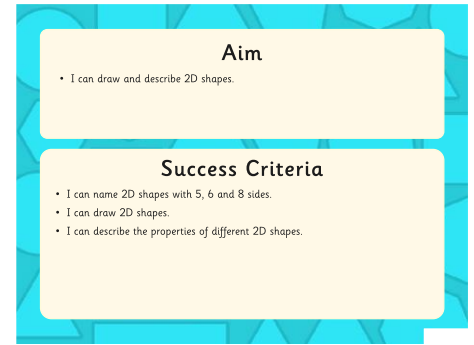 Aim
• I can draw and describe 2D shapes.
Success Criteria
• I can name 2D shapes with 5, 6 and 8 sides.
• I can draw 2D shapes.
• I can describe the properties of different 2D shapes.